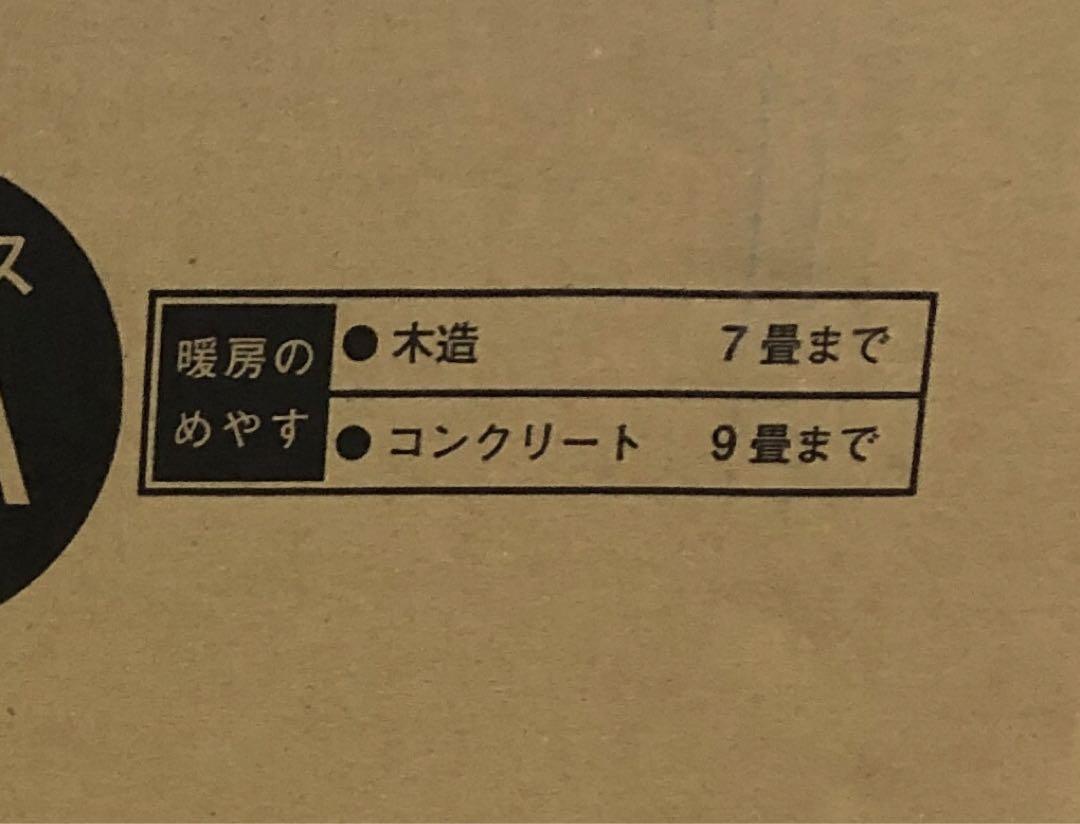 ス
暖房の
めやす
●木造 7畳まで
●コンクリート 9畳まで